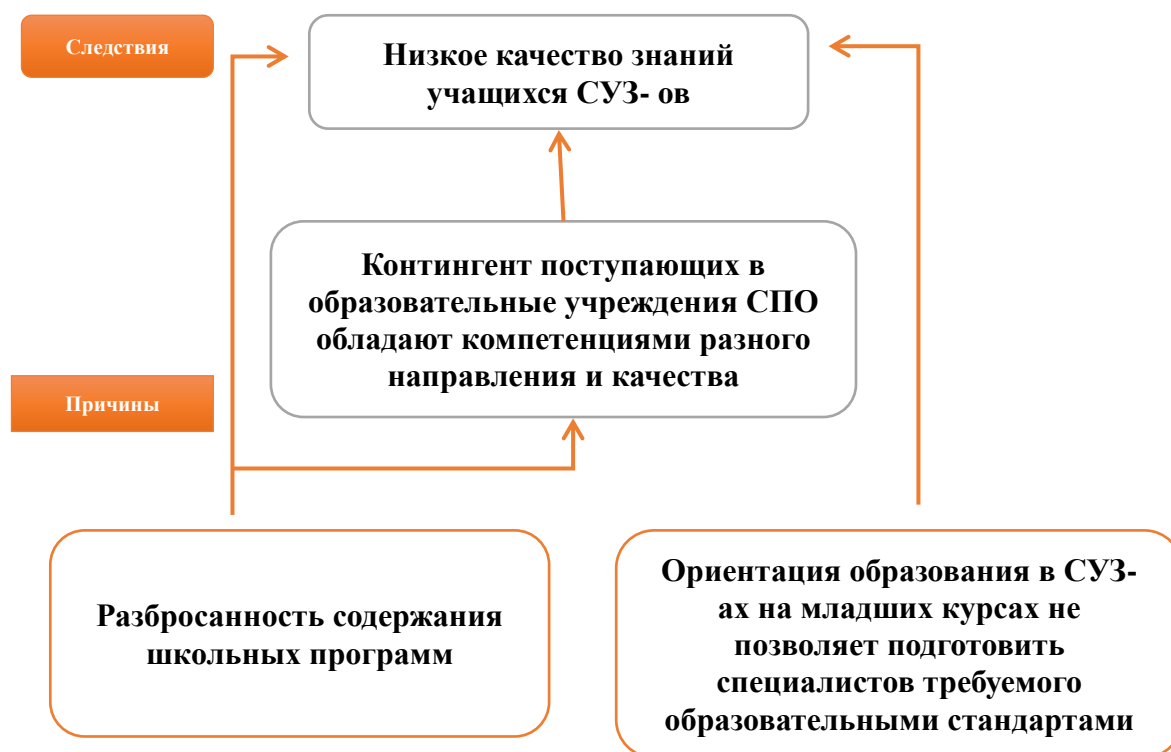 Следствия
Низкое качество знаний
учащихся СУЗ- ов
Контингент поступающих в
образовательные учреждения СПО
обладают компетенциями разного
направления и качества
Причины
Разбросанность содержания
школьных программ
Ориентация образования в СУЗ-
ах на младших курсах не
позволяет подготовить
специалистов требуемого
образовательными стандартами